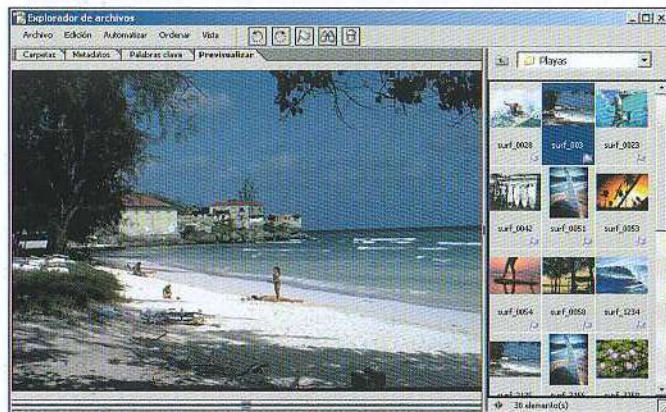 Explorador de archivos
Archivo Edición Automatizar Ordenar Vista
Carpetas Metadatos Palabras clave Previsualizar
Playas
surf_0028 surf_003 surf_0023
surf_0042 surf_0051 surf_0053
surf_0054 surf_0058 surf_1234
30 elemento(s)